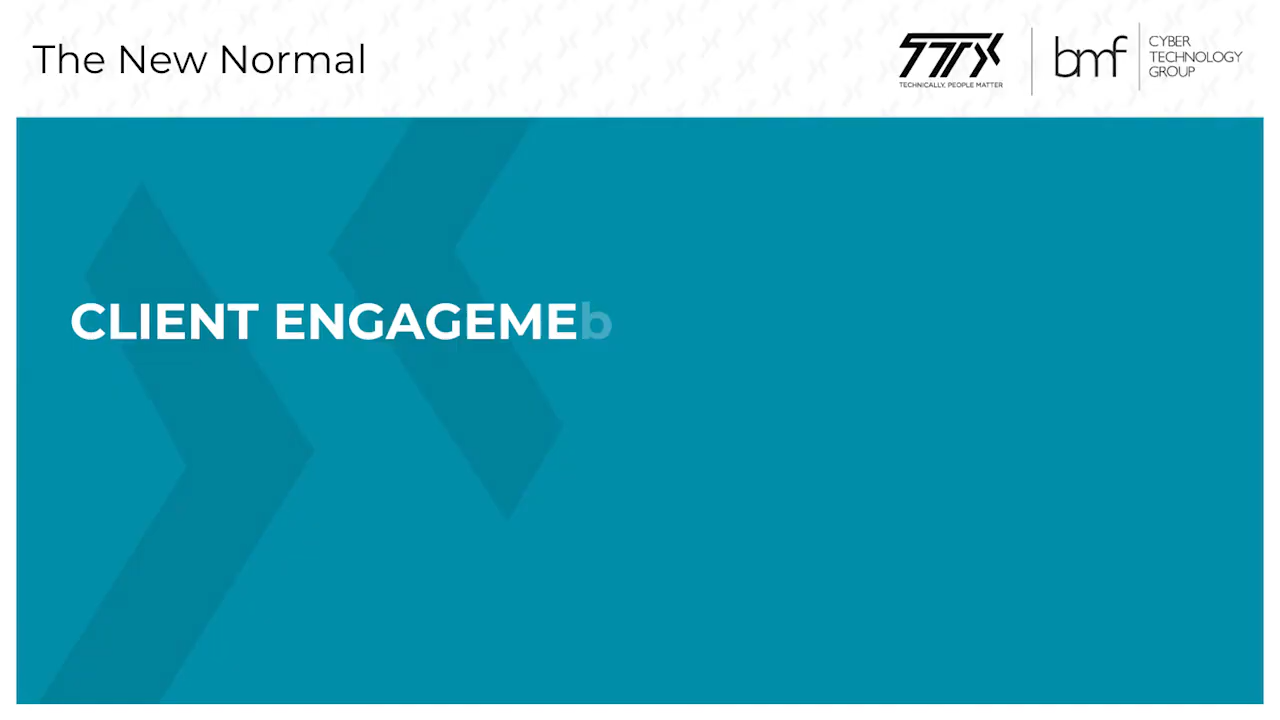 The New Normal
TTX
TECHNICALLY, PEOPLE MATTER
bmf
CYBER
TECHNOLOGY
GROUP
CLIENT ENGAGEMEb